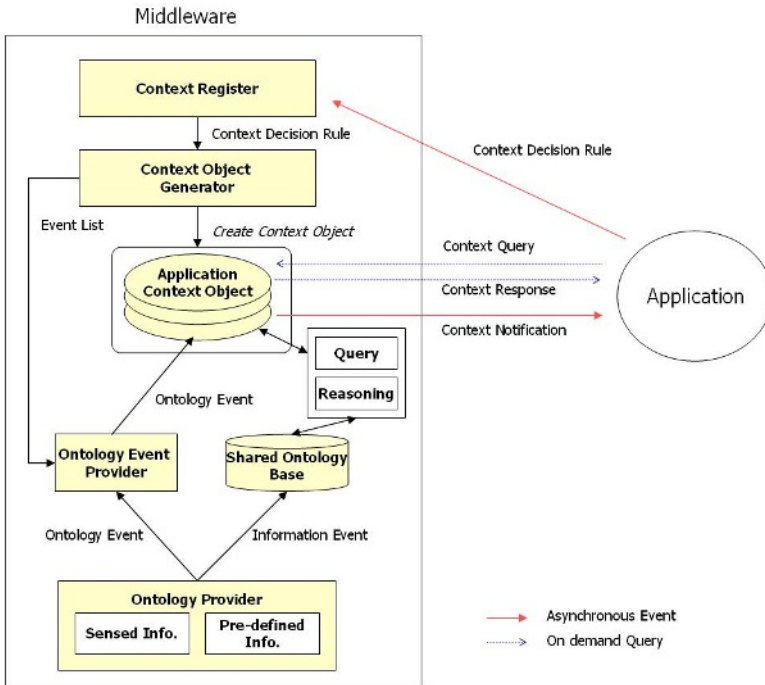 Middleware
Context Register
Context Decision Rule
Context Decision Rule
Context Object
Generator
Event List
Create Context Object
Context Query
Application
Context Object
Context Response
Application
Context Notification
Query
Reasoning
Ontology Event
Ontology Event
Provider
Shared Ontology
Base
Ontology Event
Information Event
Ontology Provider
Sensed Info.
Pre-defined
Info.
Asynchronous Event
On demand Query